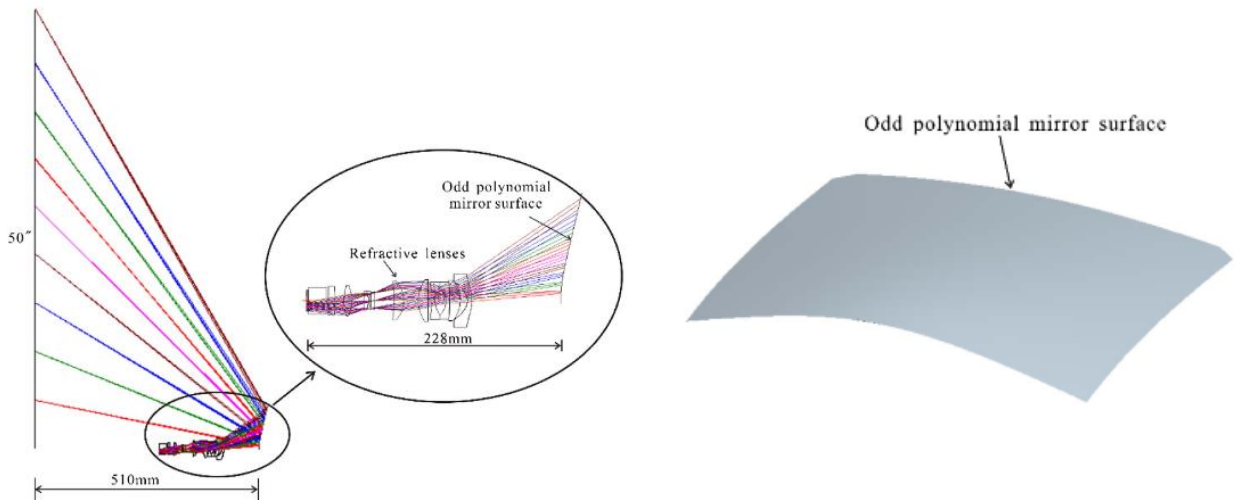 50"
510mm
Odd polynomial
mirror surface
Refractive lenses
228mm
Odd polynomial mirror surface